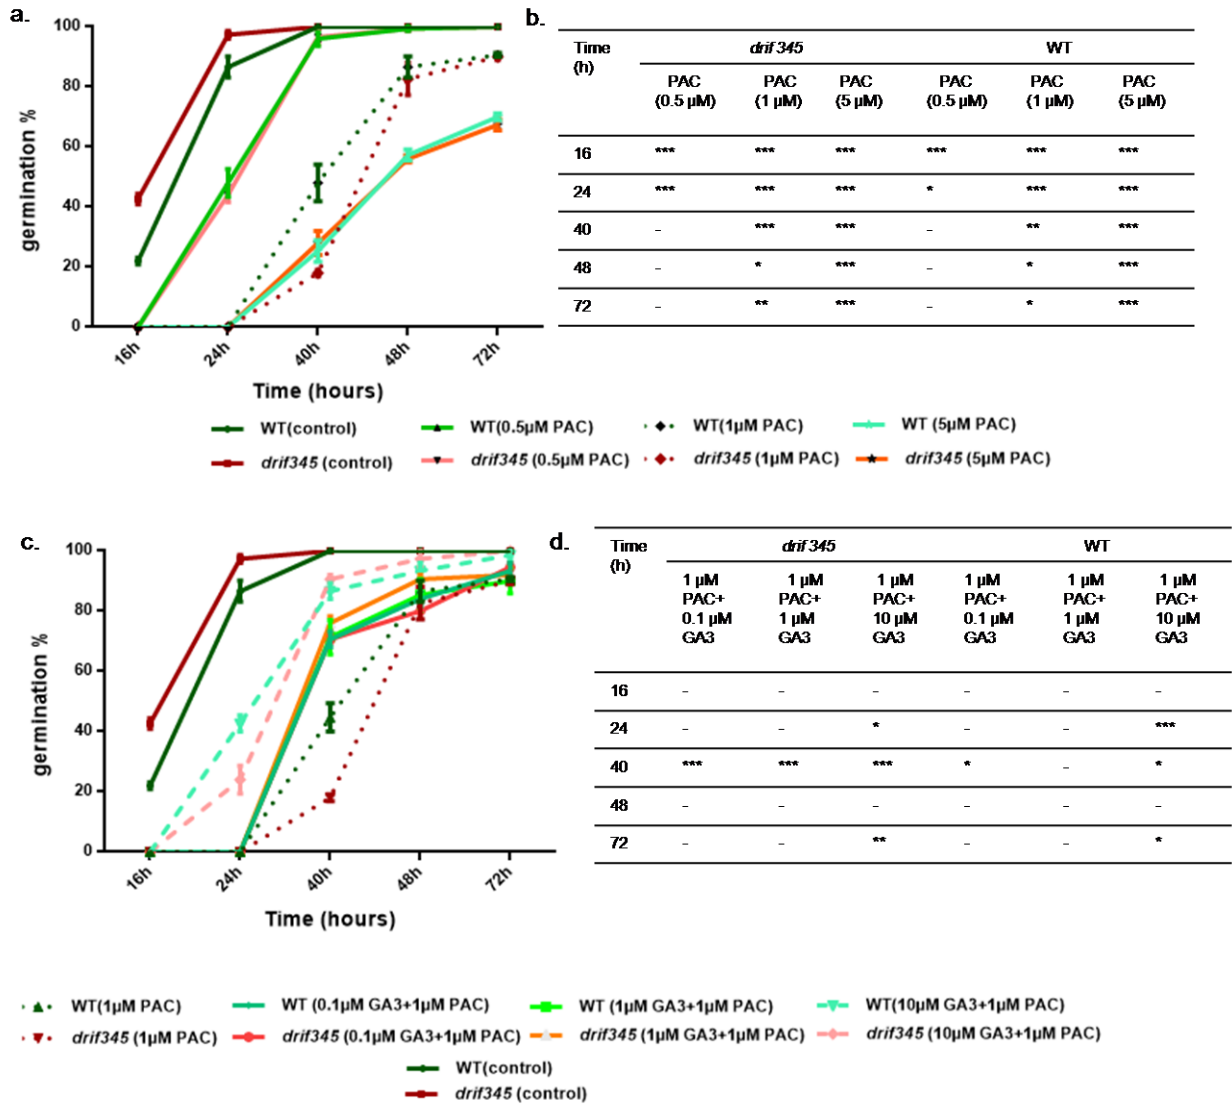 a.
100
80
60
40
20
0
germination %
16h 24h 40h 48h 72h
Time (hours)
WT(control) WT(0.5µM PAC) WT(1µM PAC) WT (5µM PAC)
drif345 (control) drif345 (0.5µM PAC) drif345 (1µM PAC) drif345 (5µM PAC)
b.
Time (h) drif 345 WT
PAC (0.5 µM) PAC (1 µM) PAC (5 µM) PAC (0.5 µM) PAC (1 µM) PAC (5 µM)
16 *** *** *** *** *** ***
24 *** *** *** * *** ***
40 – *** *** – ** ***
48 – * *** – * ***
72 – ** *** – * ***
c.
100
80
60
40
20
0
germination %
16h 24h 40h 48h 72h
Time (hours)
d.
Time (h) drif 345 WT
1 µM PAC+ 0.1 µM GA3 1 µM PAC+ 1 µM GA3 1 µM PAC+ 10 µM GA3 1 µM PAC+ 0.1 µM GA3 1 µM PAC+ 1 µM GA3 1 µM PAC+ 10 µM GA3
16 – – – – – –
24 – – * – – ***
40 *** *** *** * – *
48 – – – – – –
72 – – ** – – *
WT(1µM PAC) WT (0.1µM GA3+1µM PAC) WT (1µM GA3+1µM PAC) WT(10µM GA3+1µM PAC)
drif345 (1µM PAC) drif345 (0.1µM GA3+1µM PAC) drif345 (1µM GA3+1µM PAC) drif345 (10µM GA3+1µM PAC)
WT(control)
drif345 (control)